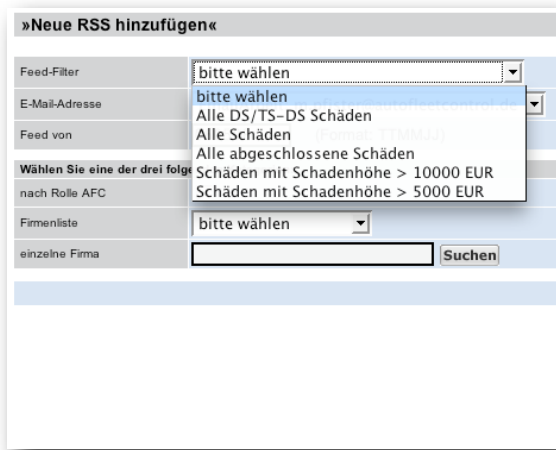 »Neue RSS hinzufügen«
Feed-Filter bitte wählen
bitte wählen
Alle DS/TS-DS Schäden
Alle Schäden
Alle abgeschlossene Schäden
Schäden mit Schadenhöhe > 10000 EUR
Schäden mit Schadenhöhe > 5000 EUR
E-Mail-Adresse
Feed von (Format: TTMMJJ)
Wählen Sie eine der drei
nach Rolle AFC
Firmenliste bitte wählen
einzelne Firma Suchen